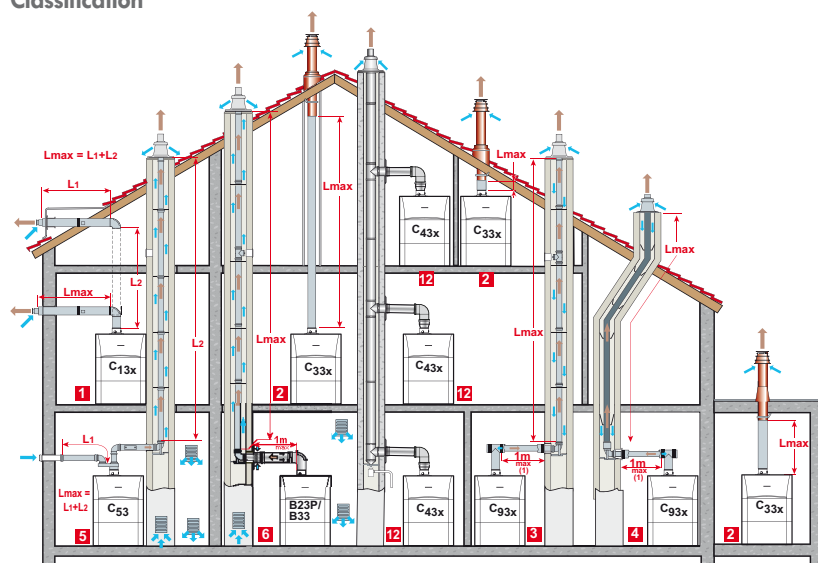 Classification
Lmax = L1+L2
L1
L2
Lmax
C13x
1
L2
Lmax
Lmax
C33x
2
C43x
12
Lmax
C33x
2
C43x
12
Lmax
Lmax
L1
Lmax =
L1+L2
C53
5
1m
max
B23P/
B33
6
C43x
12
1m
max
(1)
C93x
3
1m
max
(1)
C93x
4
Lmax
C33x
2